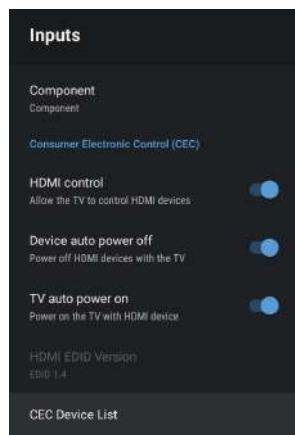 Inputs
Component
Component
Consumer Electronic Control (CEC)
HDMI control
Allow the TV to control HDMI devices
Device auto power off
Power off HDMI devices with the TV
TV auto power on
Power on the TV with HDMI device
HDMI EDID Version
EDID 1.4
CEC Device List